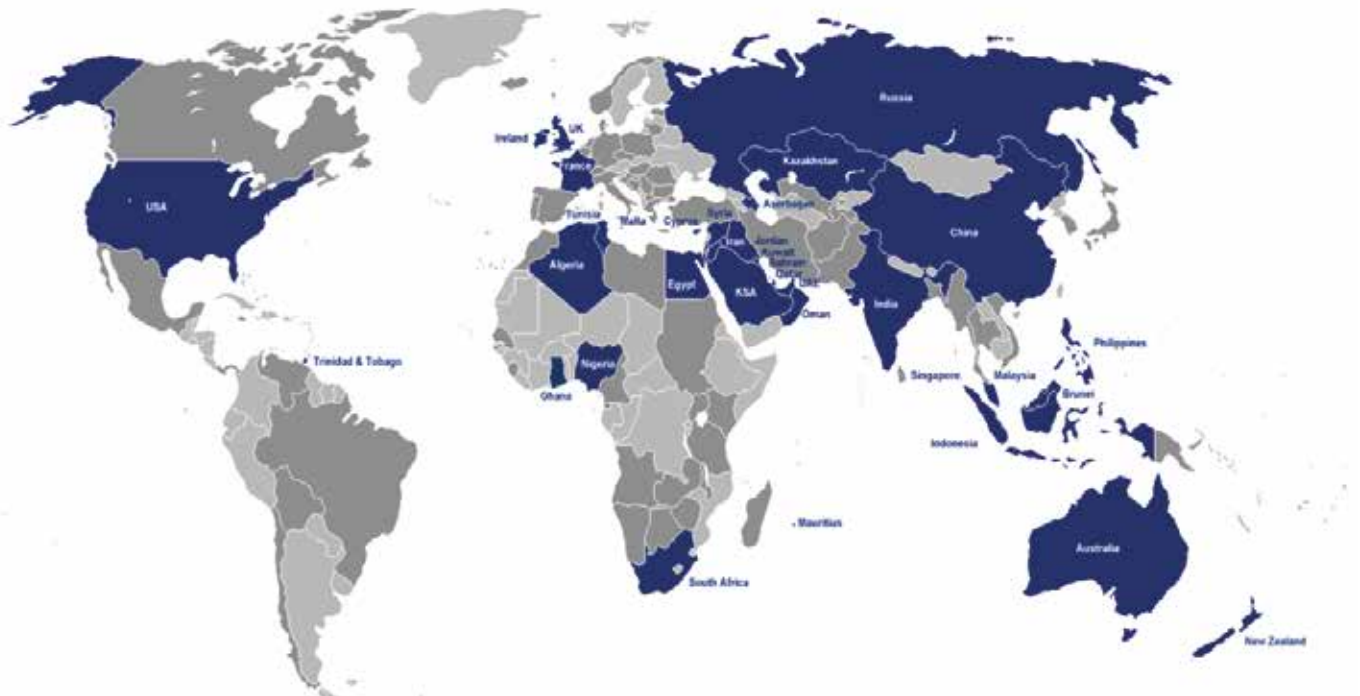 Russia
UK
Ireland
France
Kazakhstan
USA
Azerbaijan
Tunisia
Malta
Cyprus
Syria
China
Iran
Jordan
Kuwait
Bahrain
Algeria
Qatar
Egypt
UAE
KSA
India
Oman
Philippines
Trinidad & Tobago
Nigeria
Singapore
Malaysia
Ghana
Brunei
Indonesia
Mauritius
Australia
South Africa
New Zealand